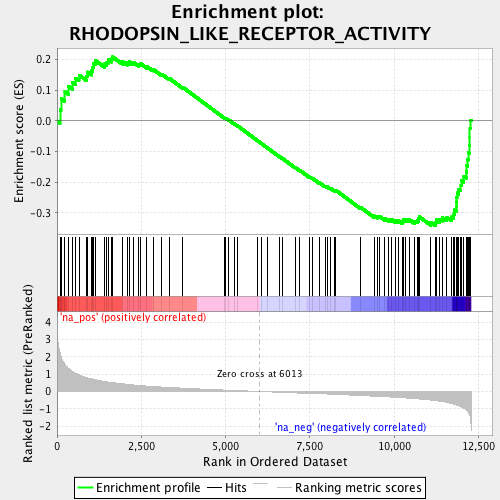 Enrichment plot:
RHODOPSIN_LIKE_RECEPTOR_ACTIVITY
Enrichment score (ES)
0.2
0.1
0.0
-0.1
-0.2
-0.3
'na_pos' (positively correlated)
Ranked list metric (PreRanked)
4
3
2
1
0
-1
-2
Zero cross at 6013
'na_neg' (negatively correlated)
0
2,500
5,000
7,500
10,000
12,500
Rank in Ordered Dataset
Enrichment profile
Hits
Ranking metric scores